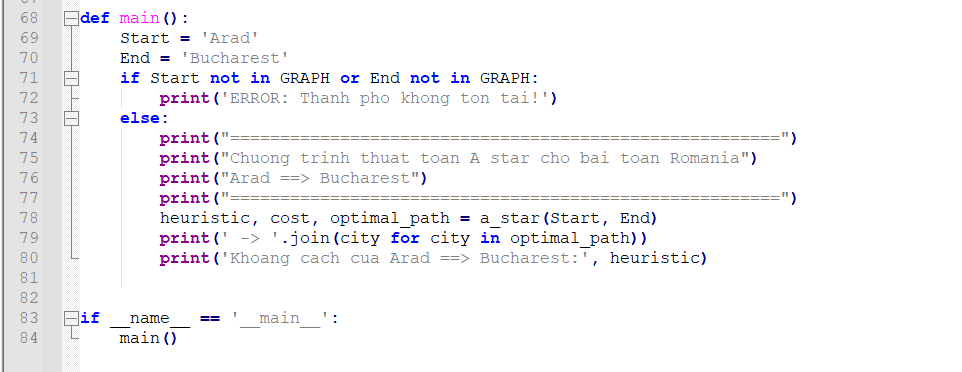 68 def main():
69     Start = 'Arad'
70     End = 'Bucharest'
71     if Start not in GRAPH or End not in GRAPH:
72         print('ERROR: Thanh pho khong ton tai!')
73     else:
74         print("=======================================================")
75         print("Chuong trinh thuat toan A star cho bai toan Romania")
76         print("Arad ==> Bucharest")
77         print("=======================================================")
78         heuristic, cost, optimal_path = a_star(Start, End)
79         print(' -> '.join(city for city in optimal_path))
80         print('Khoang cach cua Arad ==> Bucharest:', heuristic)
81
82
83 if __name__ == '__main__':
84     main()